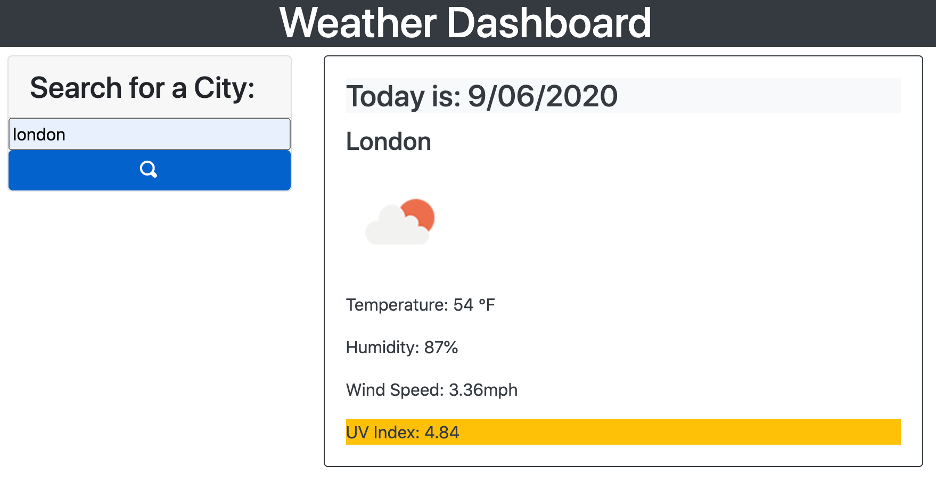 Weather Dashboard
Search for a City:
london
Today is: 9/06/2020
London
Temperature: 54 °F
Humidity: 87%
Wind Speed: 3.36mph
UV Index: 4.84